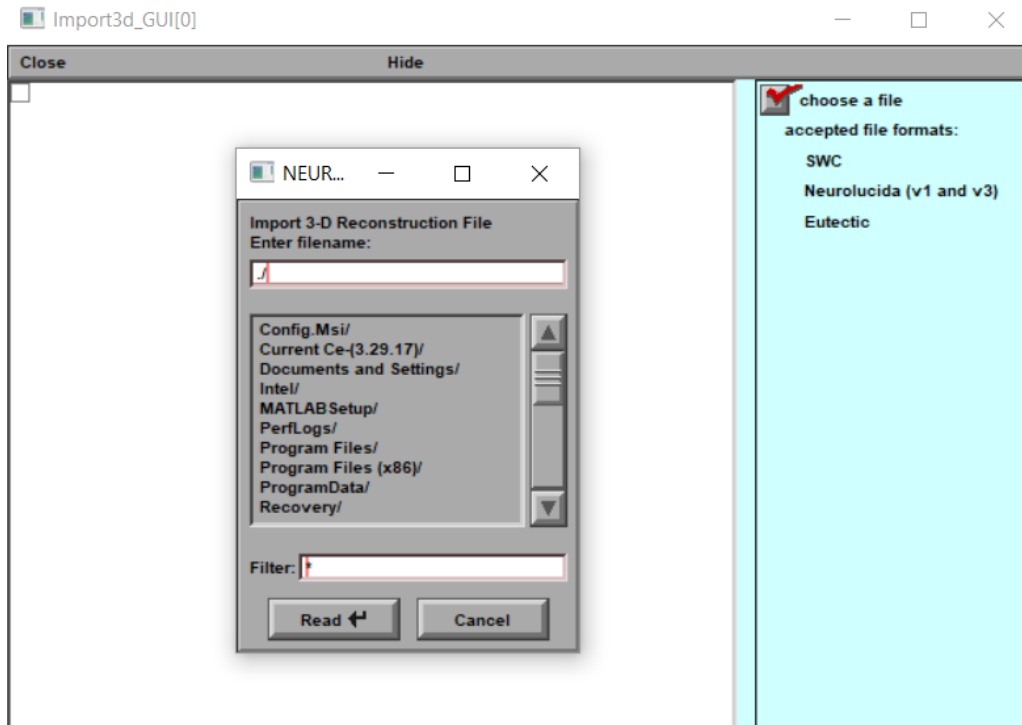 Import3d_GUI[0]
Close Hide
choose a file
accepted file formats:
SWC
Neurolucida (v1 and v3)
Eutectic
NEUR...
Import 3-D Reconstruction File
Enter filename:
./
Config.Msi/
Current Ce-(3.29.17)/
Documents and Settings/
Intel/
MATLABSetup/
PerfLogs/
Program Files/
Program Files (x86)/
ProgramData/
Recovery/
Filter: *
Read Cancel